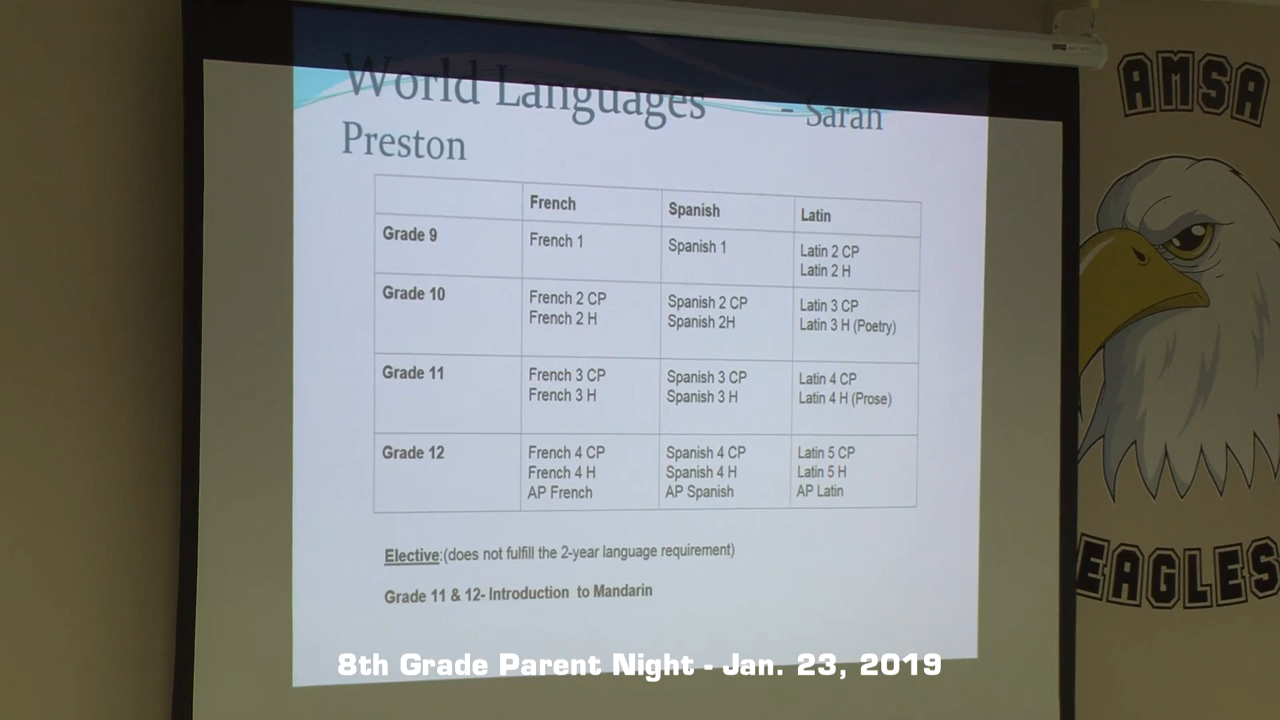 World Languages - Sarah
Preston
French Spanish Latin
Grade 9 French 1 Spanish 1 Latin 2 CP
Latin 2 H
Grade 10 French 2 CP Spanish 2 CP Latin 3 CP
French 2 H Spanish 2H Latin 3 H (Poetry)
Grade 11 French 3 CP Spanish 3 CP Latin 4 CP
French 3 H Spanish 3 H Latin 4 H (Prose)
Grade 12 French 4 CP Spanish 4 CP Latin 5 CP
French 4 H Spanish 4 H Latin 5 H
AP French AP Spanish AP Latin
Elective:(does not fulfill the 2-year language requirement)
Grade 11 & 12- Introduction to Mandarin
AMSA
EAGLES
8th Grade Parent Night - Jan. 23, 2019